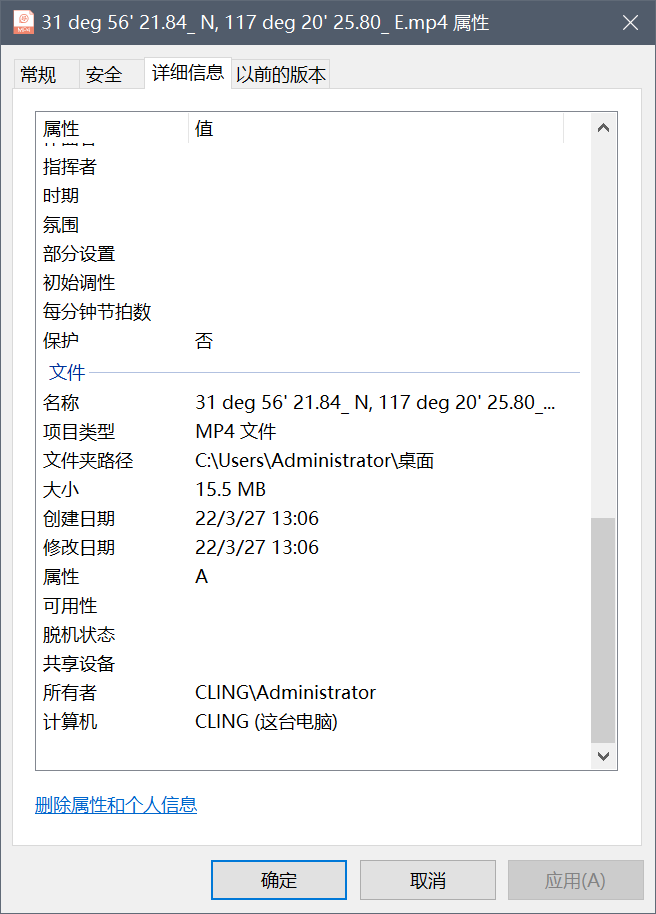 31 deg 56' 21.84_ N, 117 deg 20' 25.80_ E.mp4 属性
常规 安全 详细信息 以前的版本
属性 值
指挥者
时期
氛围
部分设置
初始调性
每分钟节拍数
保护 否
文件
名称 31 deg 56' 21.84_ N, 117 deg 20' 25.80_...
项目类型 MP4 文件
文件夹路径 C:\Users\Administrator\桌面
大小 15.5 MB
创建日期 22/3/27 13:06
修改日期 22/3/27 13:06
属性 A
可用性
脱机状态
共享设备
所有者 CLING\Administrator
计算机 CLING (这台电脑)
删除属性和个人信息
确定 取消 应用(A)